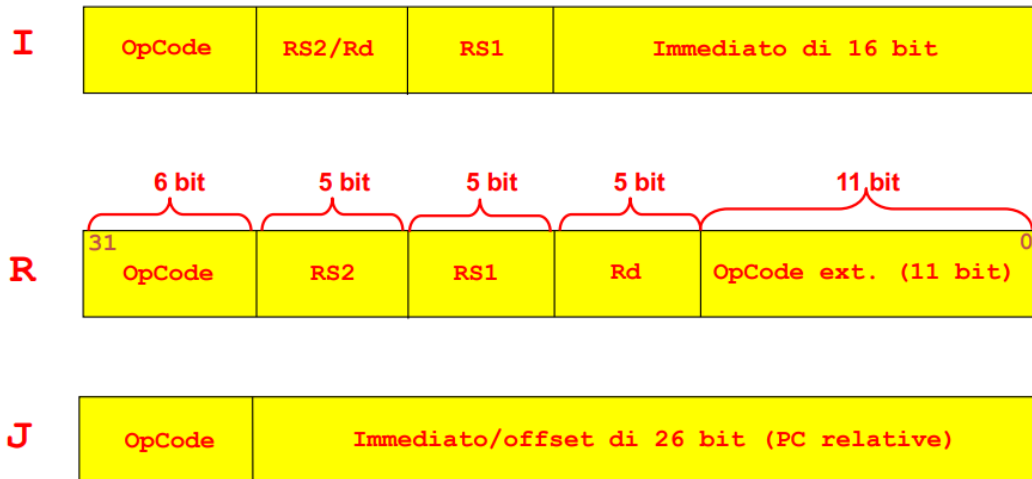 I
OpCode RS2/Rd RS1 Immediato di 16 bit
6 bit 5 bit 5 bit 5 bit 11 bit
31 0
R
OpCode RS2 RS1 Rd OpCode ext. (11 bit)
J
OpCode Immediato/offset di 26 bit (PC relative)